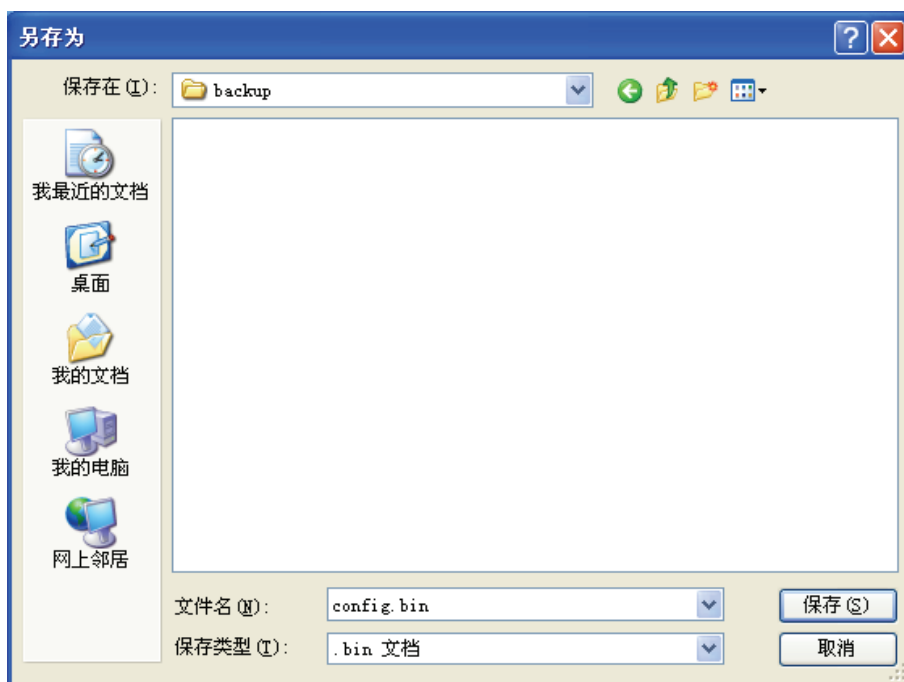 另存为
保存在(I):
backup
我最近的文档
桌面
我的文档
我的电脑
网上邻居
文件名(N):
config.bin
保存(S)
保存类型(T):
.bin 文档
取消